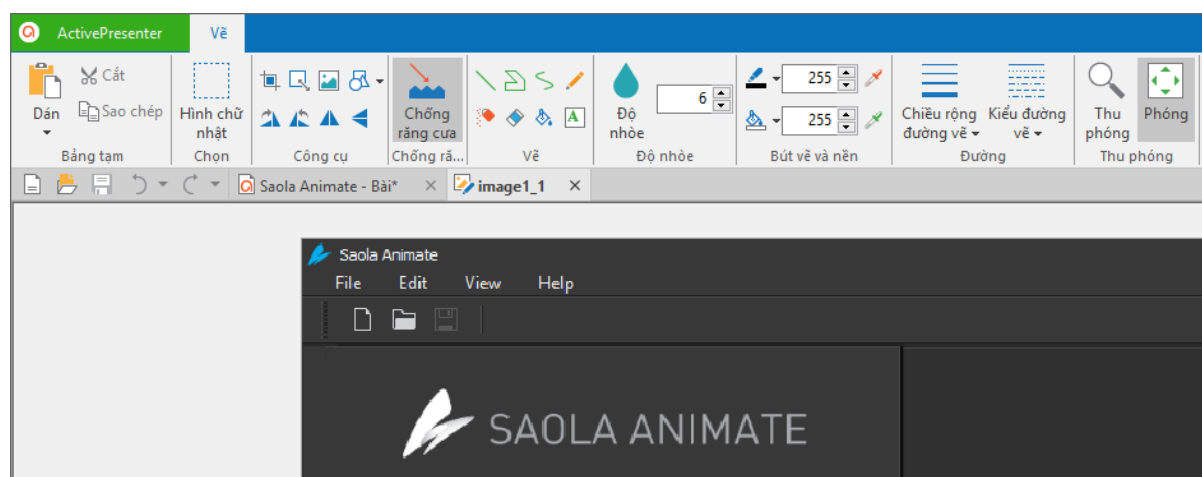 ActivePresenter
Vẽ
Dán
Cắt
Sao chép
Bảng tạm
Hình chữ
nhật
Chọn
Công cụ
Chống
răng cưa
Chống ră...
A
Vẽ
Độ
nhòe
6
Độ nhòe
255
255
Bút vẽ và nền
Chiều rộng
đường vẽ
Kiểu đường
vẽ
Đường
Thu
phóng
Phóng
Thu phóng
Saola Animate - Bài*
image1_1
Saola Animate
File Edit View Help
SAOLA ANIMATE